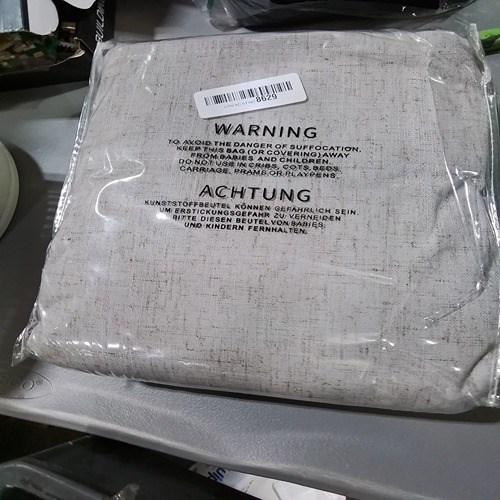 8629
WARNING
TO AVOID THE DANGER OF SUFFOCATION.
KEEP THIS BAG (OR COVERING) AWAY
FROM BABIES AND CHILDREN.
DO NOT USE IN CRIBS, COTS, BEDS.
CARRIAGE, PRAMS OR PLAYPENS.
ACHTUNG
KUNSTSTOFFBEUTEL KÖNNEN GEFÄHRLICH SEIN.
UM ERSTICKUNGSGEFAHR ZU VERNEIDEN
BITTE DIESEN BEUTEL VON BABIES
UND KINDERN FERNHALTEN.